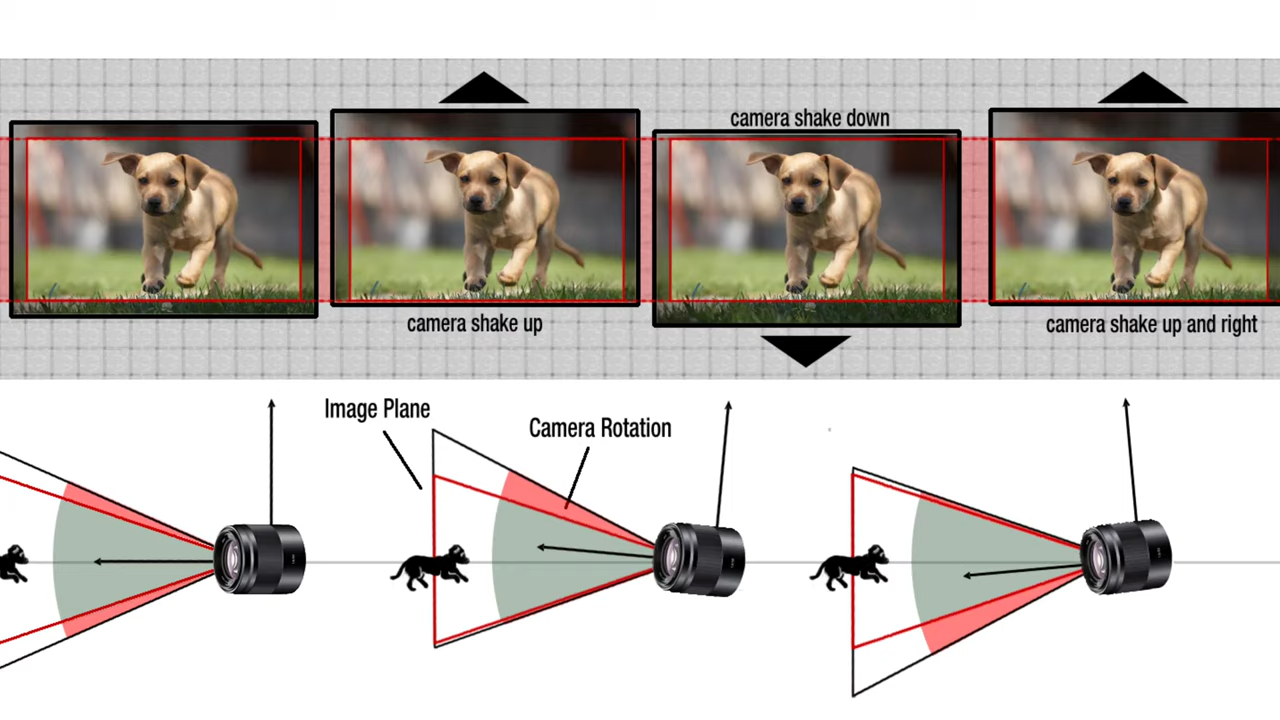 camera shake down
camera shake up
camera shake up and right
Image Plane
Camera Rotation